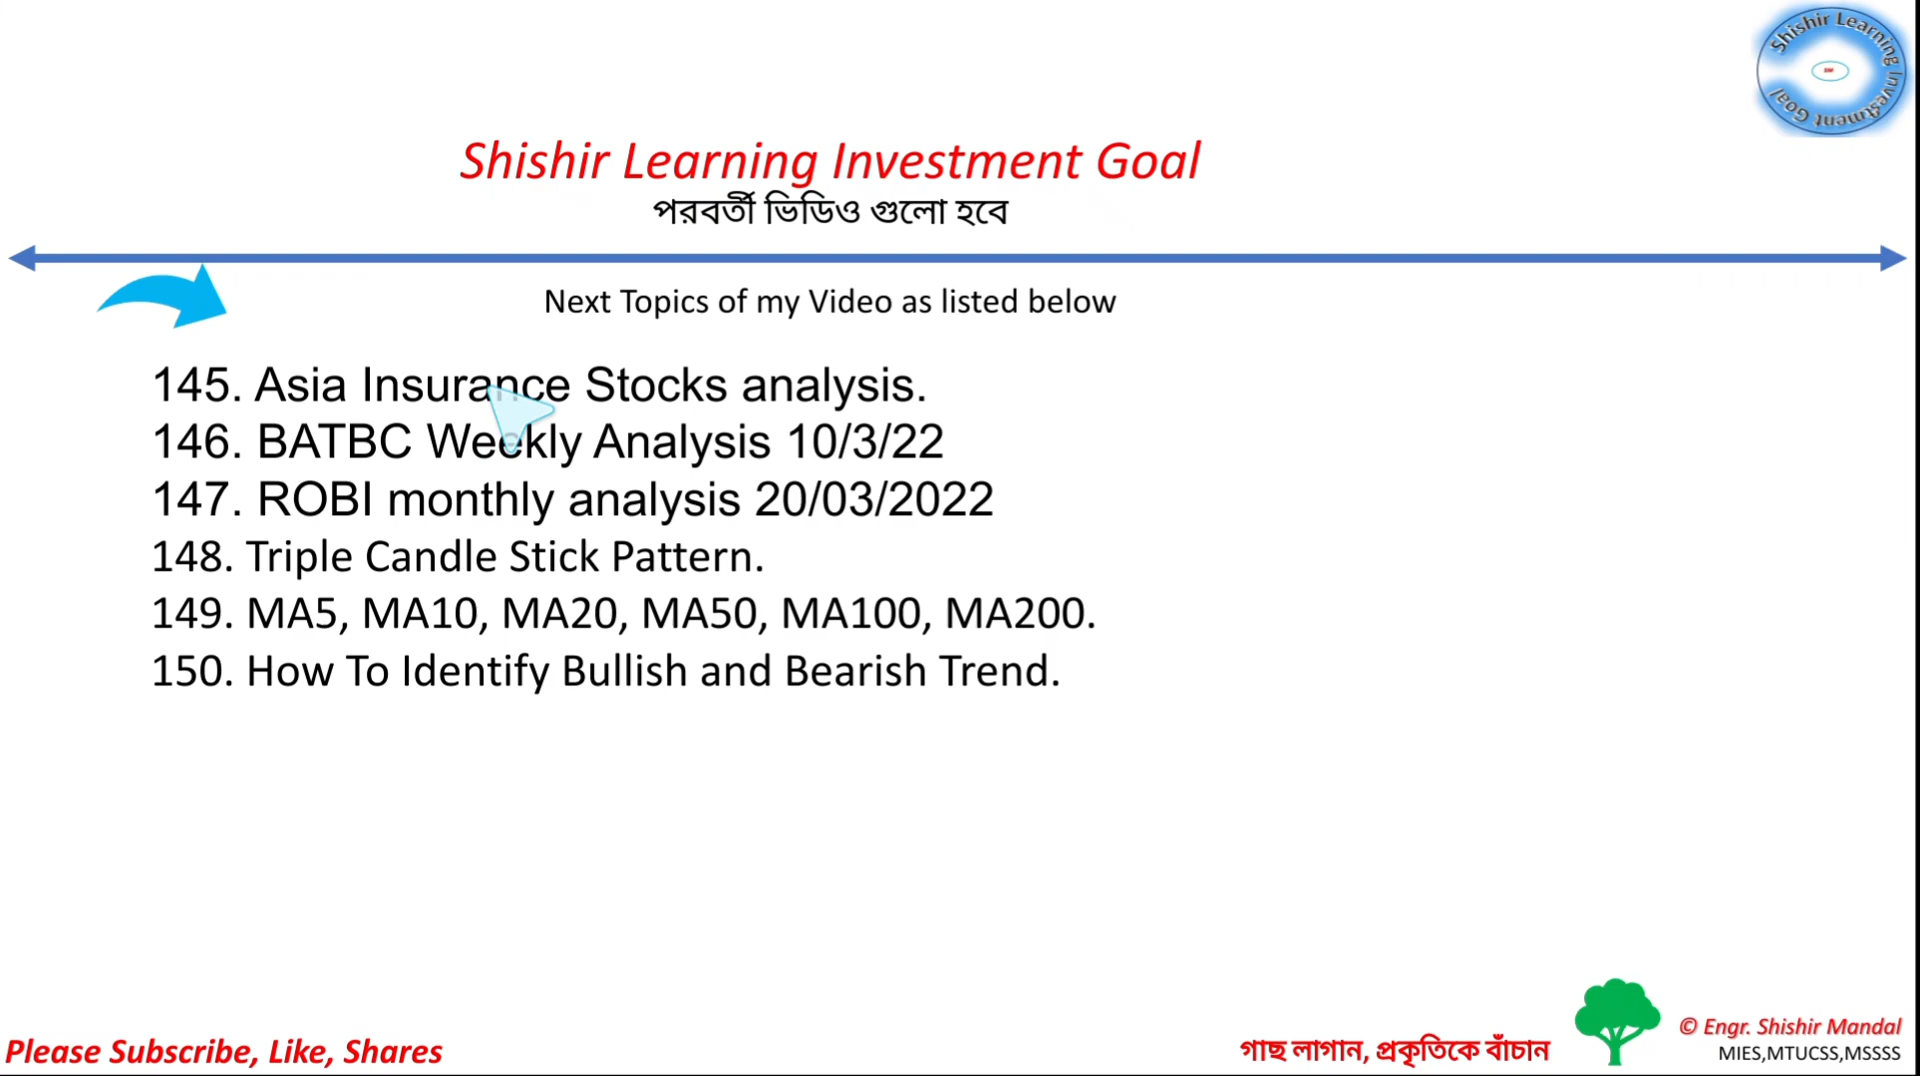 Shishir Learning Investment Goal
Shishir Learning Investment Goal
পরবর্তী ভিডিও গুলো হবে
Next Topics of my Video as listed below
145. Asia Insurance Stocks analysis.
146. BATBC Weekly Analysis 10/3/22
147. ROBI monthly analysis 20/03/2022
148. Triple Candle Stick Pattern.
149. MA5, MA10, MA20, MA50, MA100, MA200.
150. How To Identify Bullish and Bearish Trend.
Please Subscribe, Like, Shares
গাছ লাগান, প্রকৃতিকে বাঁচান
© Engr. Shishir Mandal
MIES,MTUCSS,MSSSS